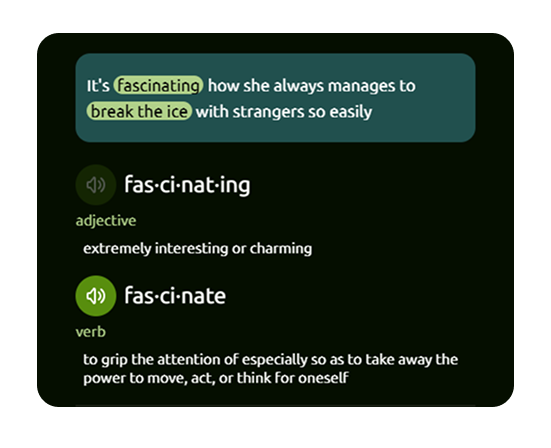 It's fascinating how she always manages to
break the ice with strangers so easily
fas·ci·nat·ing
adjective
extremely interesting or charming
fas·ci·nate
verb
to grip the attention of especially so as to take away the
power to move, act, or think for oneself